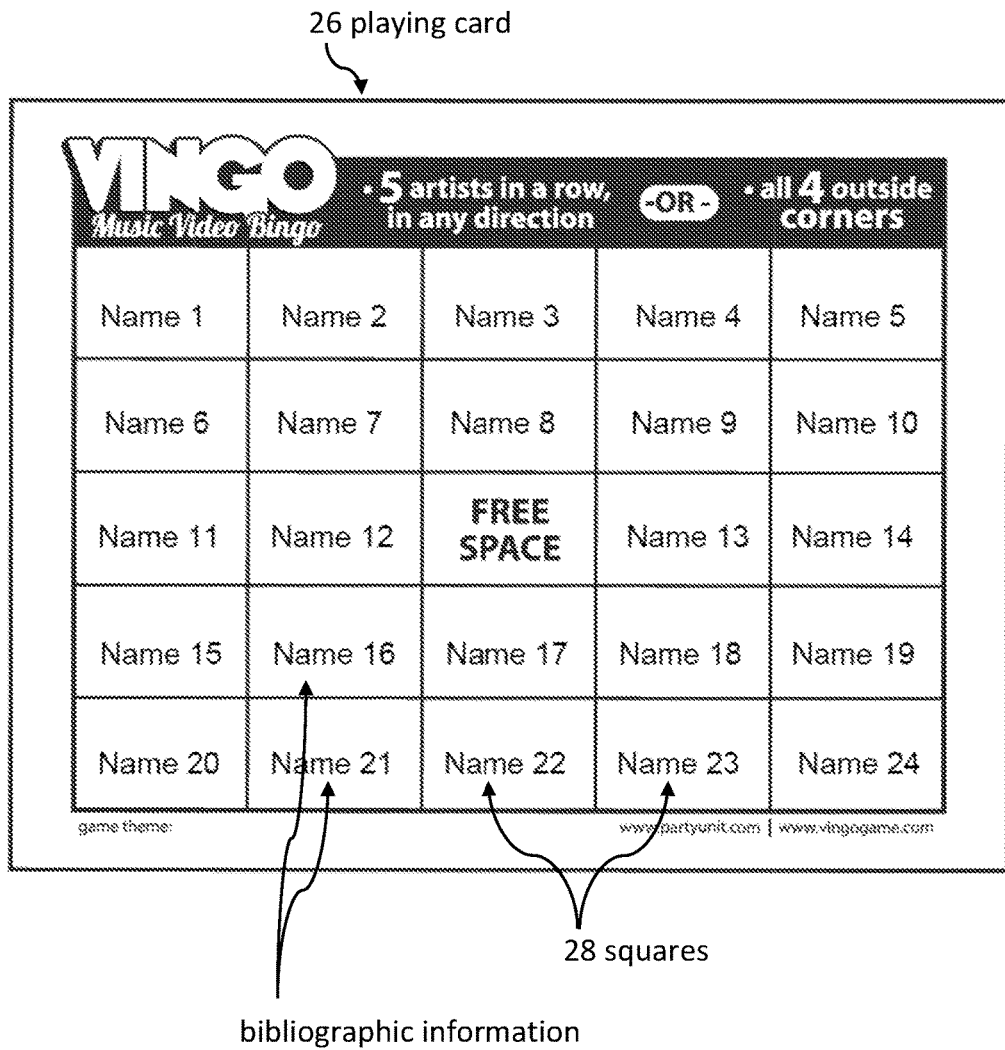 26 playing card
VINGO
Music Video Bingo
• 5 artists in a row,
in any direction
-OR-
• all 4 outside
corners
Name 1 Name 2 Name 3 Name 4 Name 5
Name 6 Name 7 Name 8 Name 9 Name 10
Name 11 Name 12 FREE SPACE Name 13 Name 14
Name 15 Name 16 Name 17 Name 18 Name 19
Name 20 Name 21 Name 22 Name 23 Name 24
game theme: www.partyunit.com | www.vingogame.com
28 squares
bibliographic information